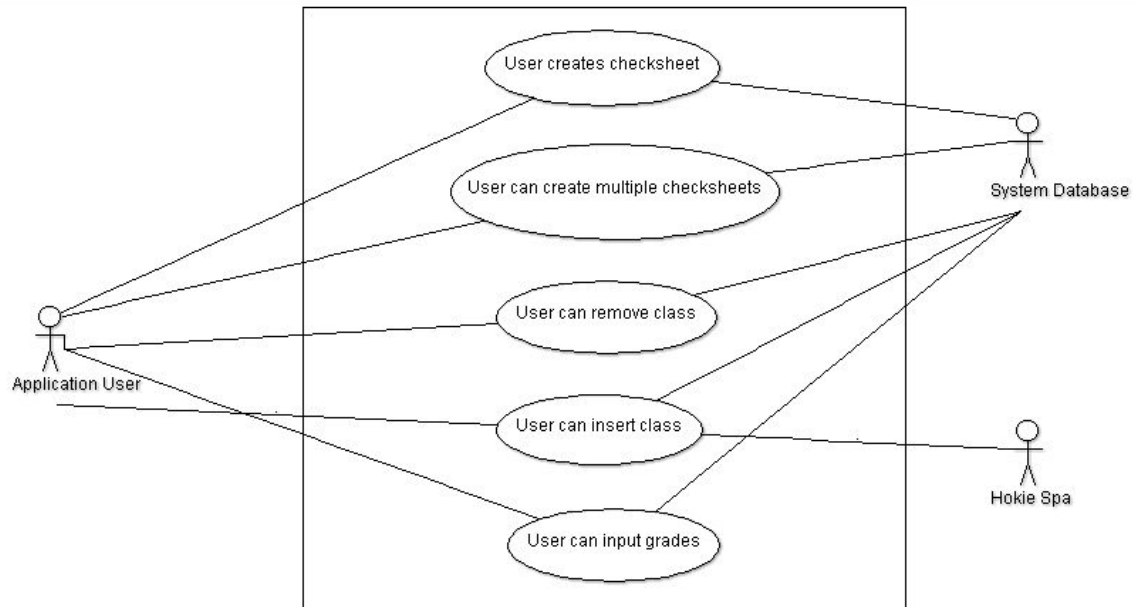 User creates checksheet
User can create multiple checksheets
System Database
User can remove class
Application User
User can insert class
Hokie Spa
User can input grades